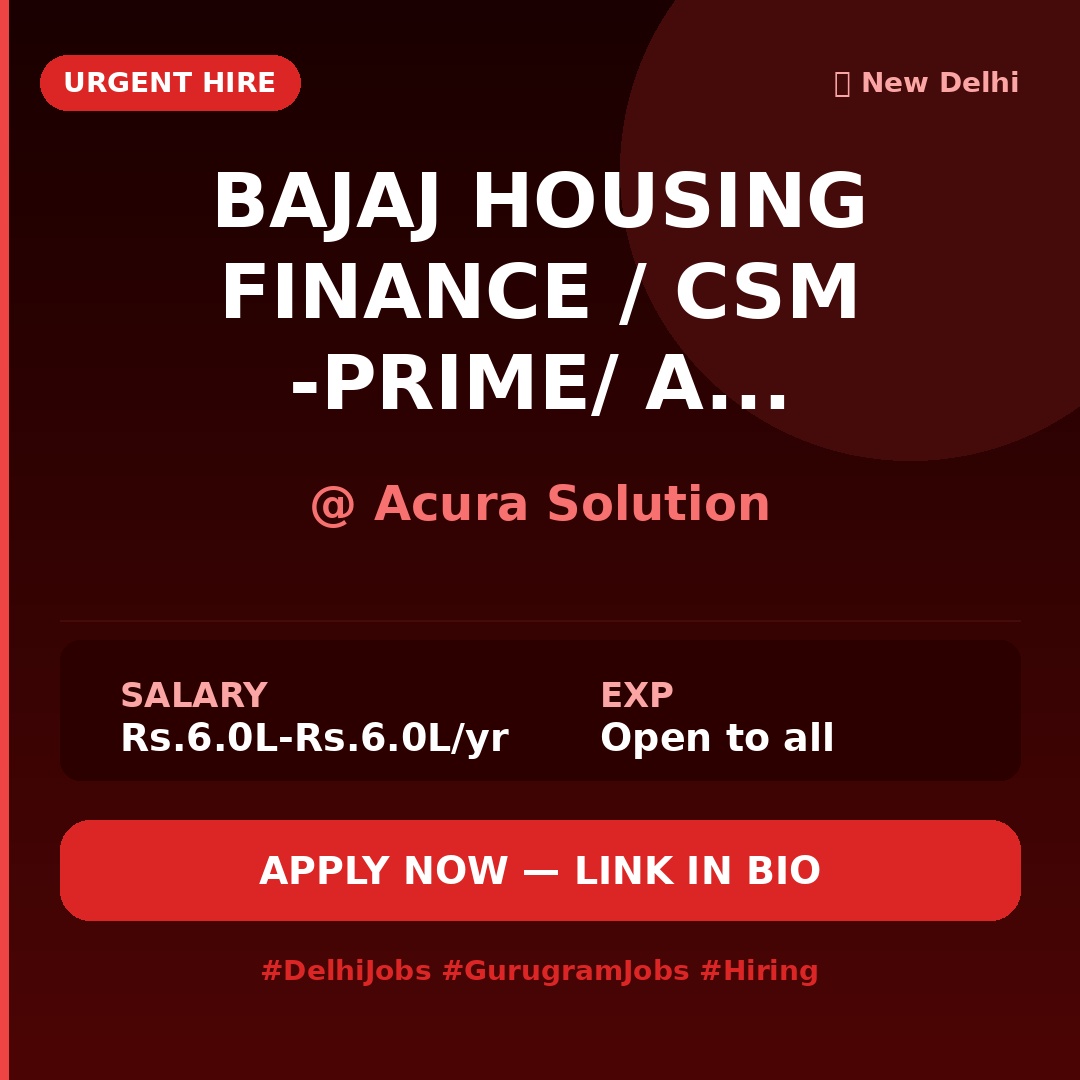 URGENT HIRE
New Delhi
BAJAJ HOUSING
FINANCE / CSM
-PRIME/ A...
@ Acura Solution
SALARY
EXP
Rs.6.0L-Rs.6.0L/yr
Open to all
APPLY NOW — LINK IN BIO
#DelhiJobs #GurugramJobs #Hiring